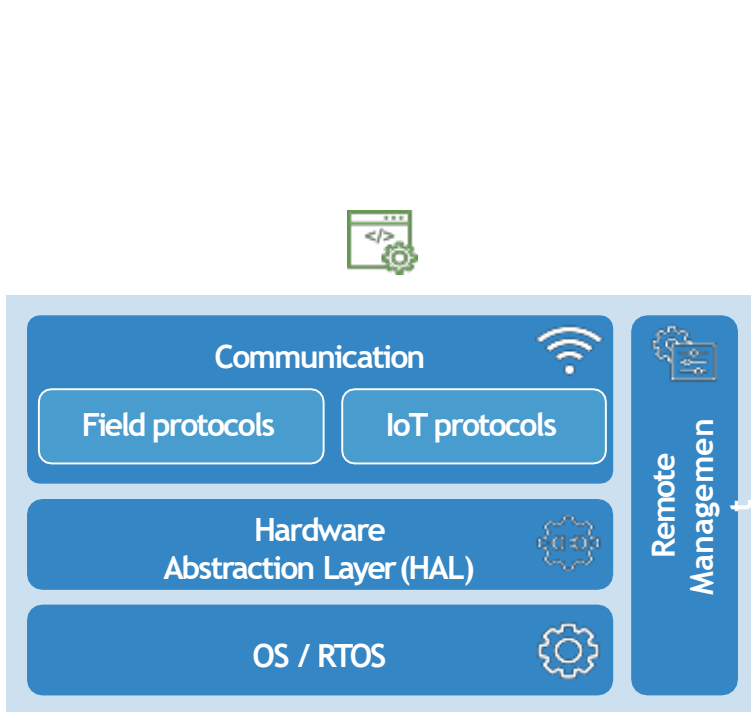 </>
Communication
Field protocols
IoT protocols
Hardware
Abstraction Layer (HAL)
OS / RTOS
Remote
Managemen
t